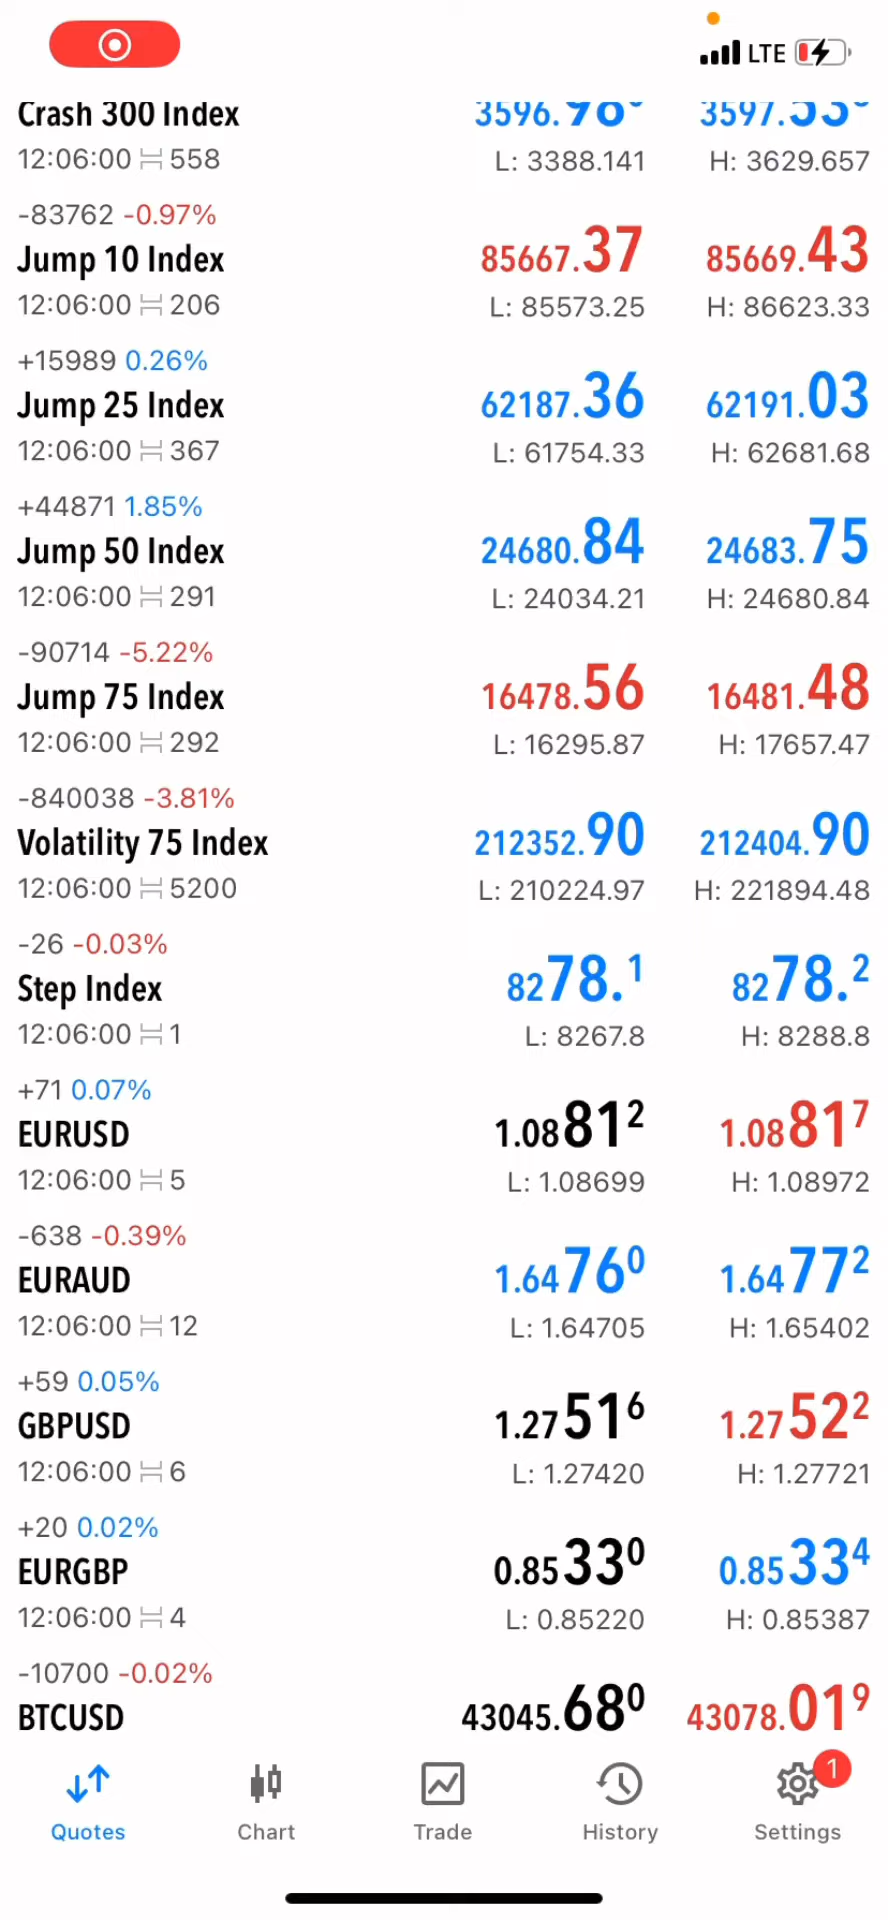 LTE
Crash 300 Index 3596.98 3597.53
12:06:00 558 L: 3388.141 H: 3629.657
-83762 -0.97%
Jump 10 Index 85667.37 85669.43
12:06:00 206 L: 85573.25 H: 86623.33
+15989 0.26%
Jump 25 Index 62187.36 62191.03
12:06:00 367 L: 61754.33 H: 62681.68
+44871 1.85%
Jump 50 Index 24680.84 24683.75
12:06:00 291 L: 24034.21 H: 24680.84
-90714 -5.22%
Jump 75 Index 16478.56 16481.48
12:06:00 292 L: 16295.87 H: 17657.47
-840038 -3.81%
Volatility 75 Index 212352.90 212404.90
12:06:00 5200 L: 210224.97 H: 221894.48
-26 -0.03%
Step Index 8278.1 8278.2
12:06:00 1 L: 8267.8 H: 8288.8
+71 0.07%
EURUSD 1.08812 1.08817
12:06:00 5 L: 1.08699 H: 1.08972
-638 -0.39%
EURAUD 1.64760 1.64772
12:06:00 12 L: 1.64705 H: 1.65402
+59 0.05%
GBPUSD 1.27516 1.27522
12:06:00 6 L: 1.27420 H: 1.27721
+20 0.02%
EURGBP 0.85330 0.85334
12:06:00 4 L: 0.85220 H: 0.85387
-10700 -0.02%
BTCUSD 43045.680 43078.019
1
Quotes Chart Trade History Settings